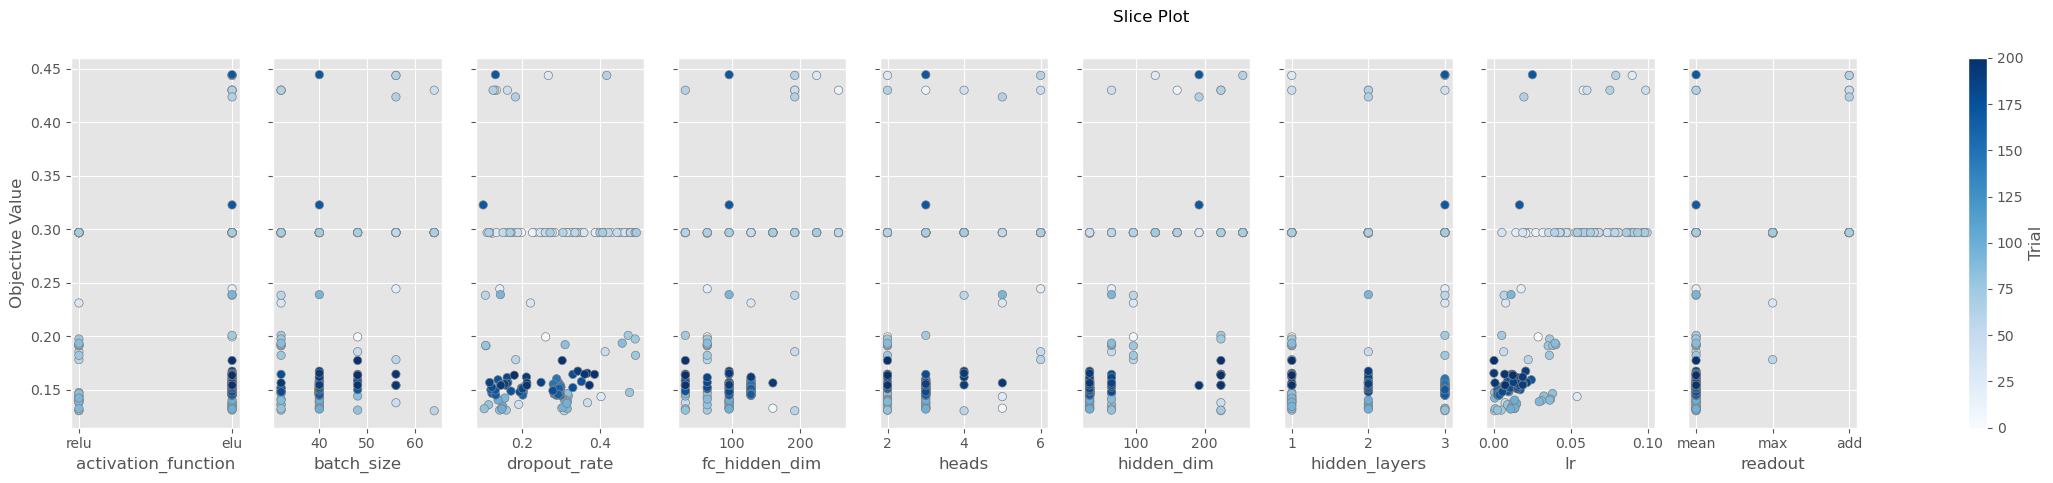 Slice Plot
Objective Value
0.45
0.40
0.35
0.30
0.25
0.20
0.15
relu elu
activation_function
40 50 60
batch_size
0.2 0.4
dropout_rate
100 200
fc_hidden_dim
2 4 6
heads
100 200
hidden_dim
1 2 3
hidden_layers
0.00 0.05 0.10
lr
mean max add
readout
200
175
150
125
100
75
50
25
0
Trial